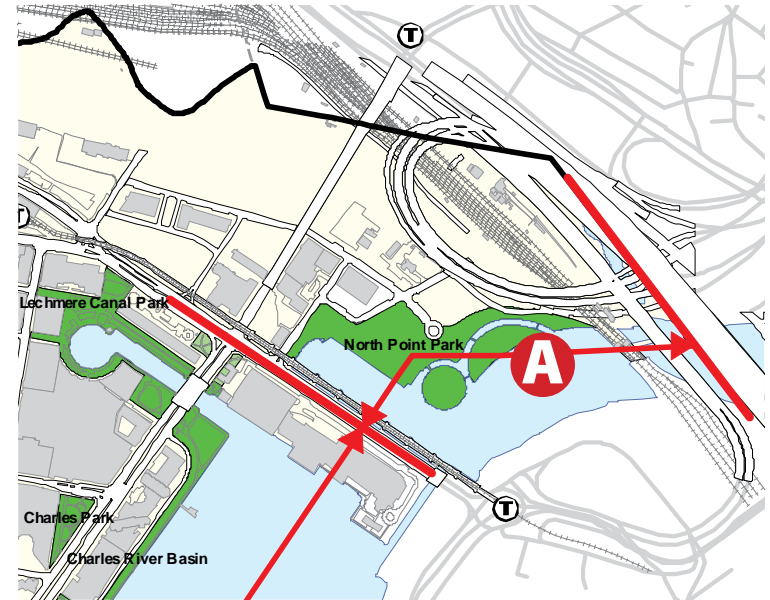 T
T
Lechmere Canal Park
North Point Park
A
T
Charles Park
Charles River Basin